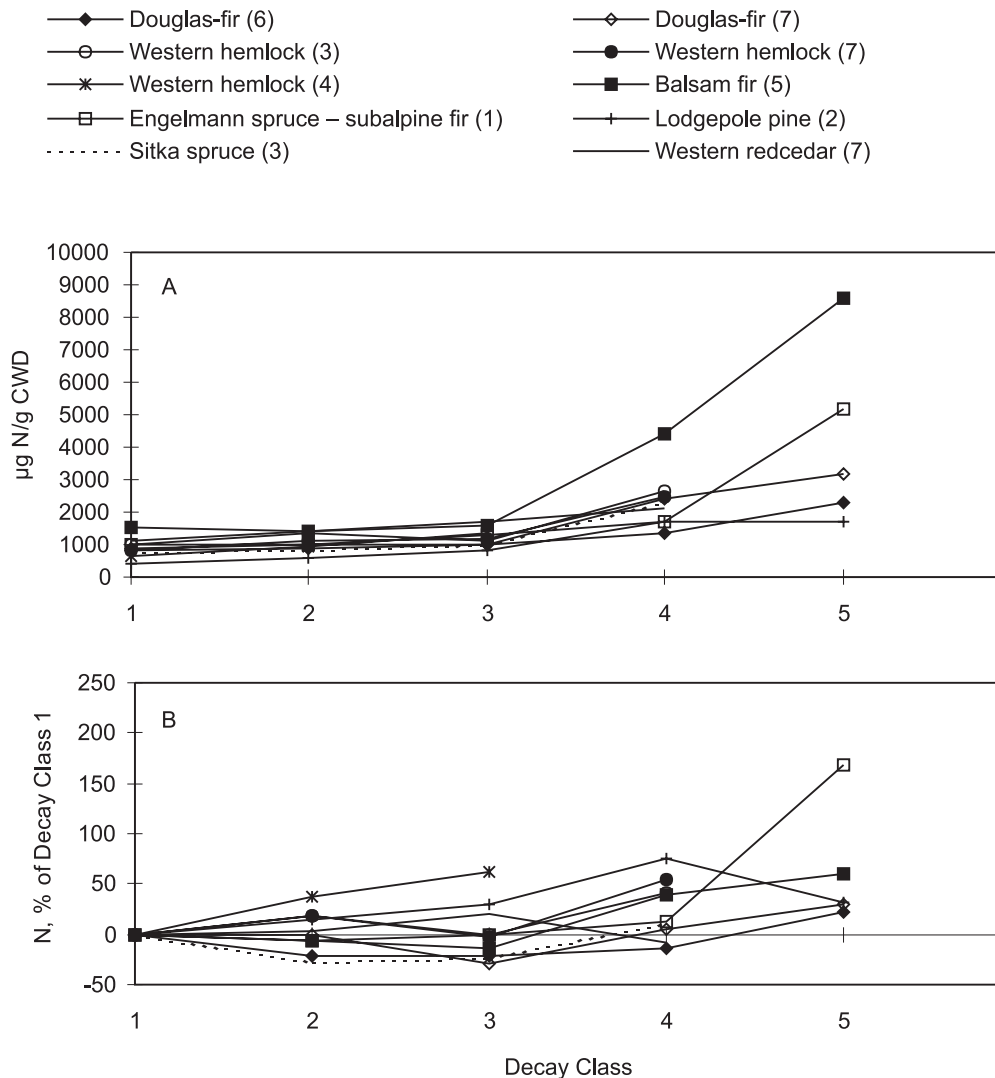 Douglas-fir (6)
Douglas-fir (7)
Western hemlock (3)
Western hemlock (7)
Western hemlock (4)
Balsam fir (5)
Engelmann spruce – subalpine fir (1)
Lodgepole pine (2)
Sitka spruce (3)
Western redcedar (7)
A
µg N/g CWD
10000
9000
8000
7000
6000
5000
4000
3000
2000
1000
0
1 2 3 4 5
B
N, % of Decay Class 1
250
200
150
100
50
0
-50
1 2 3 4 5
Decay Class